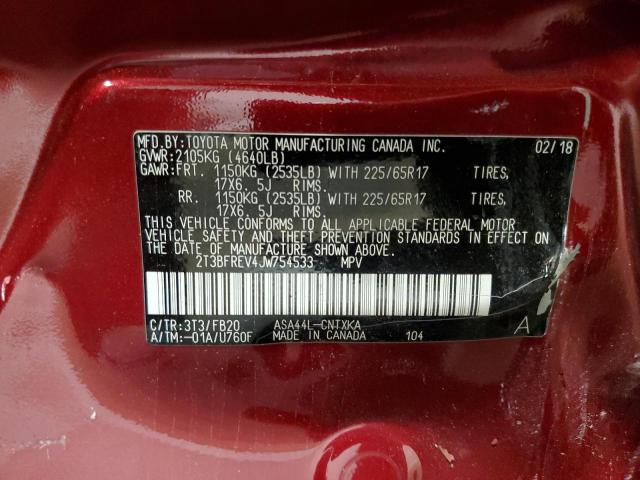 MFD.BY:TOYOTA MOTOR MANUFACTURING CANADA INC. 02/18
GVWR:2105KG (4640LB)
GAWR:FRT. 1150KG (2535LB) WITH 225/65R17 TIRES,
17X6. 5J RIMS.
RR. 1150KG (2535LB) WITH 225/65R17 TIRES,
17X6. 5J RIMS.
THIS VEHICLE CONFORMS TO ALL APPLICABLE FEDERAL MOTOR
VEHICLE SAFETY AND THEFT PREVENTION STANDARDS IN EFFECT ON
THE DATE OF MANUFACTURE SHOWN ABOVE.
2T3BFREV4JW754533 MPV
C/TR:3T3/FB20 ASA44L-CNTXKA
A/TM:-01A/U760F MADE IN CANADA 104 A